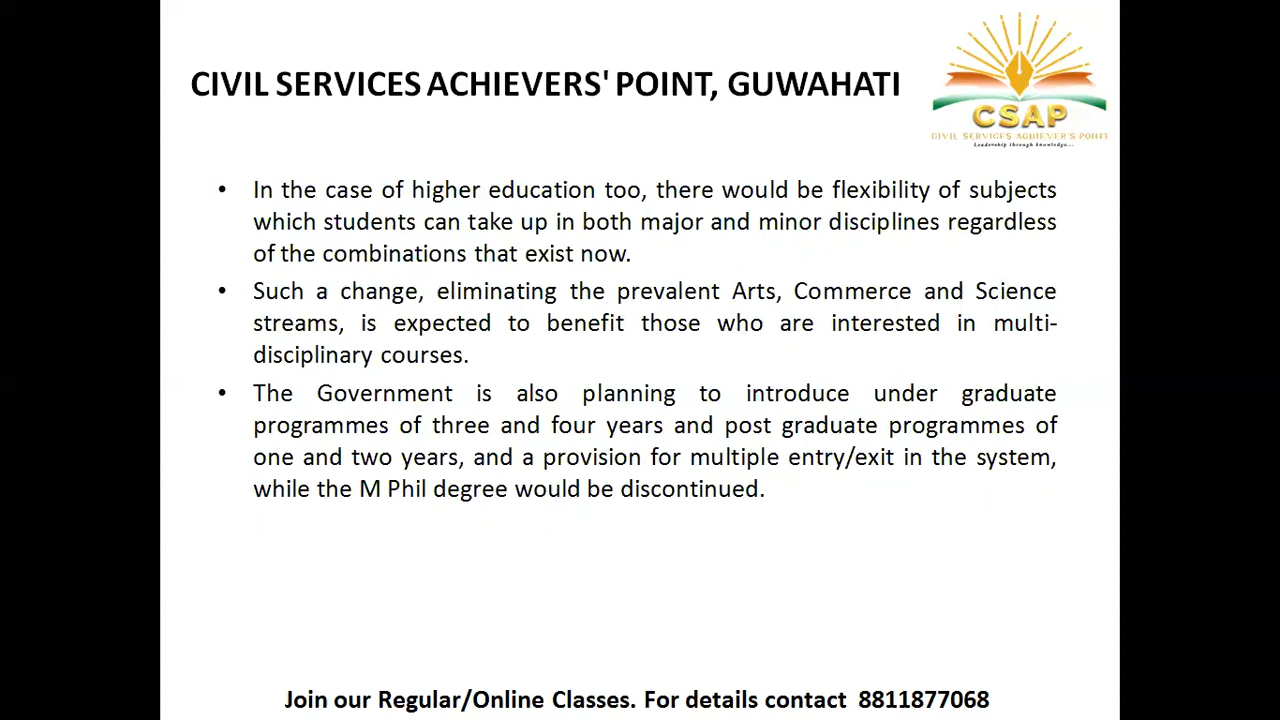 CIVIL SERVICES ACHIEVERS' POINT, GUWAHATI
CSAP
CIVIL SERVICES ACHIEVER'S POINT
Leadership through knowledge...
• In the case of higher education too, there would be flexibility of subjects
which students can take up in both major and minor disciplines regardless
of the combinations that exist now.
• Such a change, eliminating the prevalent Arts, Commerce and Science
streams, is expected to benefit those who are interested in multi-
disciplinary courses.
• The Government is also planning to introduce under graduate
programmes of three and four years and post graduate programmes of
one and two years, and a provision for multiple entry/exit in the system,
while the M Phil degree would be discontinued.
Join our Regular/Online Classes. For details contact 8811877068